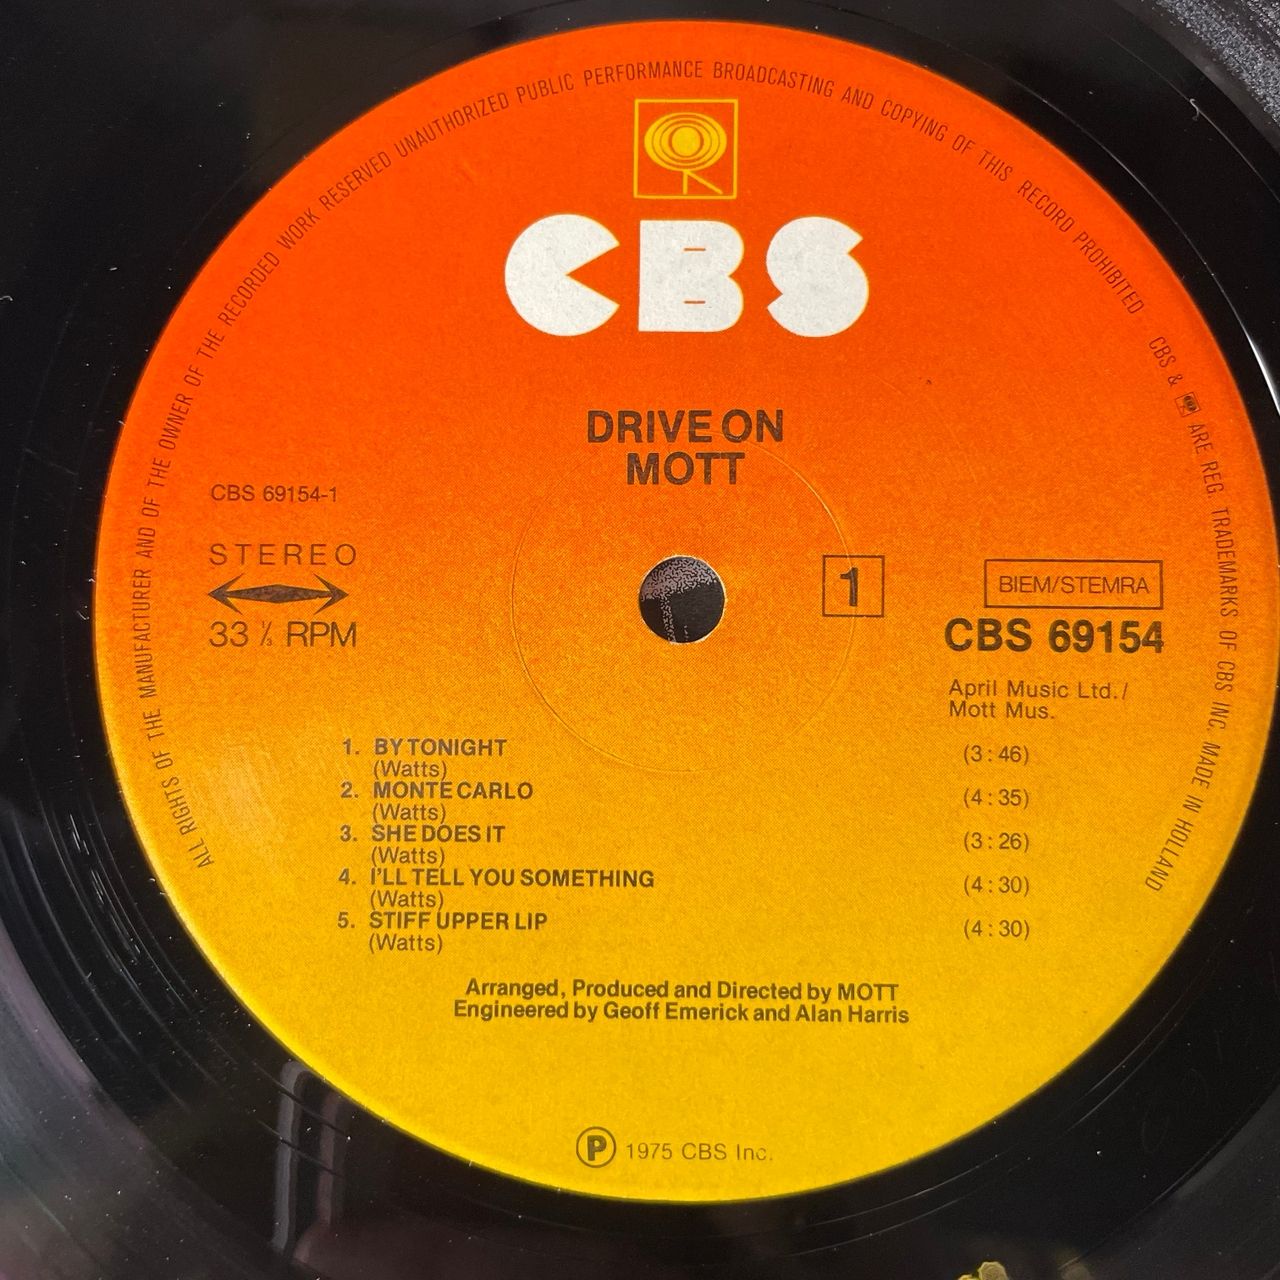 ALL RIGHTS OF THE MANUFACTURER AND OF THE OWNER OF THE RECORDED WORK RESERVED UNAUTHORIZED PUBLIC PERFORMANCE BROADCASTING AND COPYING OF THIS RECORD PROHIBITED CBS & ARE REG. TRADEMARKS OF CBS INC. MADE IN HOLLAND
CBS
DRIVE ON
MOTT
CBS 69154-1
STEREO
33 ⅓ RPM
1
BIEM/STEMRA
CBS 69154
April Music Ltd./
Mott Mus.
1. BY TONIGHT (3:46)
(Watts)
2. MONTE CARLO (4:35)
(Watts)
3. SHE DOES IT (3:26)
(Watts)
4. I'LL TELL YOU SOMETHING (4:30)
(Watts)
5. STIFF UPPER LIP (4:30)
(Watts)
Arranged, Produced and Directed by MOTT
Engineered by Geoff Emerick and Alan Harris
Ⓟ 1975 CBS Inc.